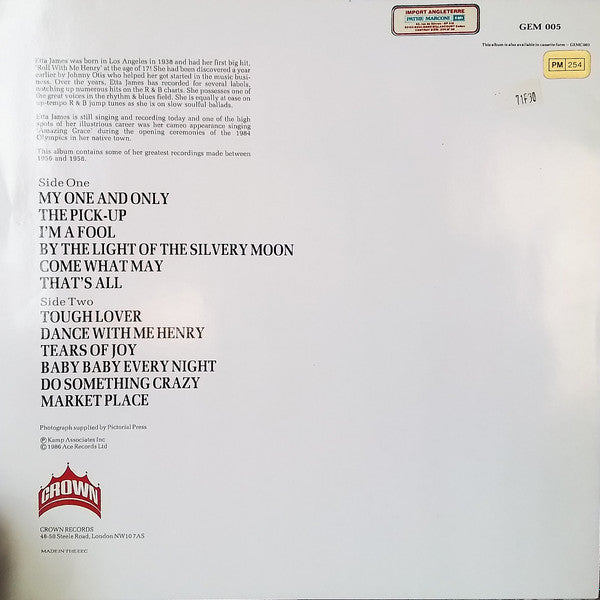 IMPORT ANGLETERRE
PATHE MARCONI EMI
GEM 005
This album is also available in cassette form - GEMC 005
PM 254
71F30
Etta James was born in Los Angeles in 1938 and had her first big hit,
'Roll With Me Henry' at the age of 17! She had been discovered a year
earlier by Johnny Otis who helped her get started in the music busi-
ness. Over the years, Etta James has recorded for several labels,
notching up numerous hits on the R & B charts. She possesses one of
the great voices in the rhythm & blues field. She is equally at ease on
up-tempo R & B jump tunes as she is on slow soulful ballads.
Etta James is still singing and recording today and one of the high
spots of her illustrious career was her cameo appearance singing
'Amazing Grace' during the opening ceremonies of the 1984
Olympics in her native town.
This album contains some of her greatest recordings made between
1956 and 1958.
Side One
MY ONE AND ONLY
THE PICK-UP
I'M A FOOL
BY THE LIGHT OF THE SILVERY MOON
COME WHAT MAY
THAT'S ALL
Side Two
TOUGH LOVER
DANCE WITH ME HENRY
TEARS OF JOY
BABY BABY EVERY NIGHT
DO SOMETHING CRAZY
MARKET PLACE
Photograph supplied by Pictorial Press
℗ Kamp Associates Inc
© 1986 Ace Records Ltd
CROWN
CROWN RECORDS
48-50 Steele Road, London NW10 7AS
MADE IN THE EEC